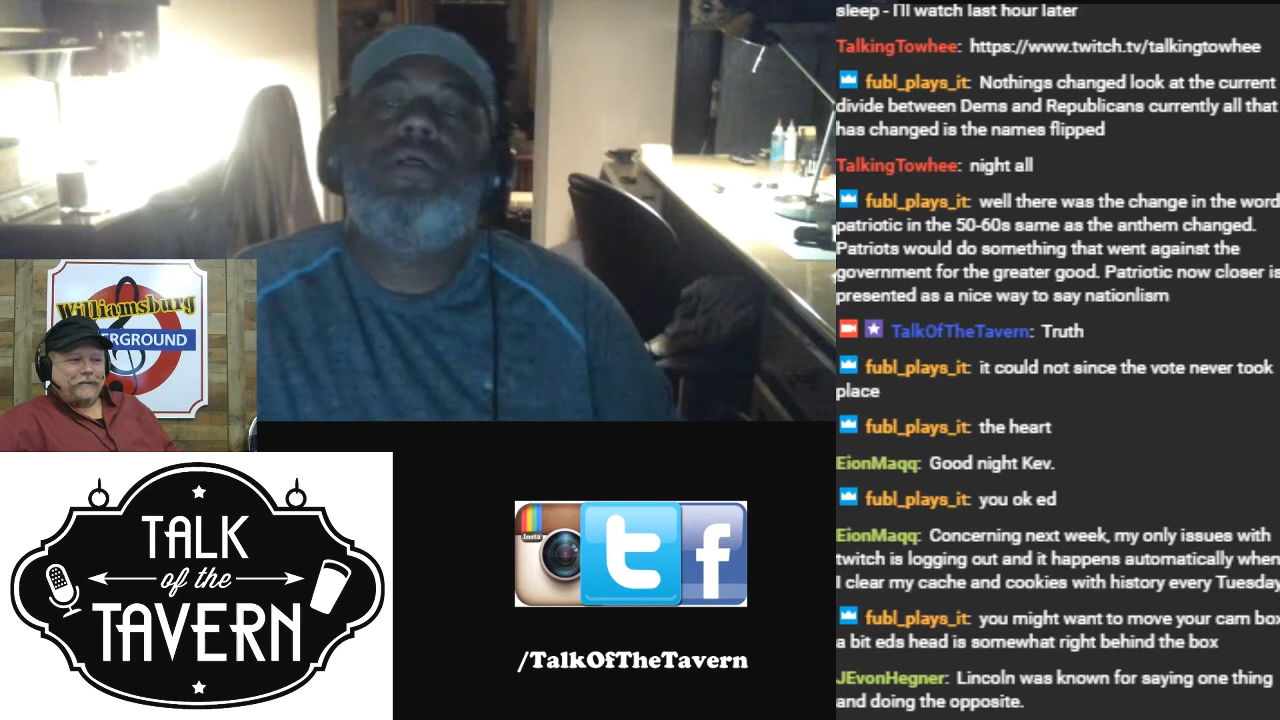 sleep - I'll watch last hour later
TalkingTowhee: https://www.twitch.tv/talkingtowhee
fubl_plays_it: Nothings changed look at the current
divide between Dems and Republicans currently all that
has changed is the names flipped
TalkingTowhee: night all
fubl_plays_it: well there was the change in the word
patriotic in the 50-60s same as the anthem changed.
Patriots would do something that went against the
government for the greater good. Patriotic now closer is
presented as a nice way to say nationlism
TalkOfTheTavern: Truth
fubl_plays_it: it could not since the vote never took
place
fubl_plays_it: the heart
EionMaqq: Good night Kev.
fubl_plays_it: you ok ed
EionMaqq: Concerning next week, my only issues with
twitch is logging out and it happens automatically when
I clear my cache and cookies with history every Tuesday
fubl_plays_it: you might want to move your cam box
a bit eds head is somewhat right behind the box
JEvonHegner: Lincoln was known for saying one thing
and doing the opposite.
Williamsburg
ERGROUND
TALK
of the
TAVERN
Insta
/TalkOfTheTavern